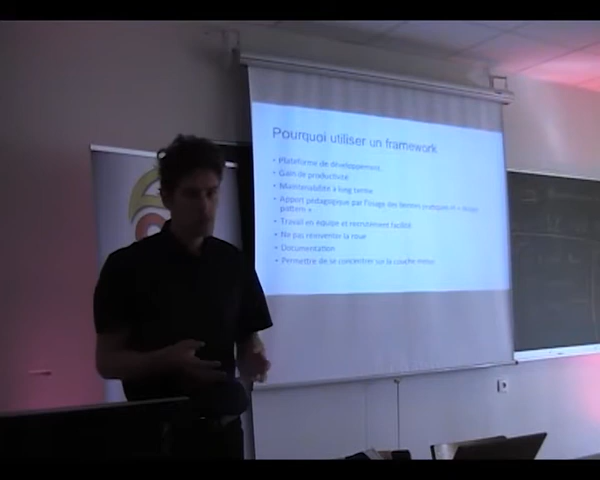 Pourquoi utiliser un framework
• Plateforme de développement
• Gain de productivité
• Maintenabilité à long terme
• Apport pédagogique par l'usage des bonnes pratiques et « design
pattern »
• Travail en équipe et recrutement facilité
• Ne pas réinventer la roue
• Documentation
• Permettre de se concentrer sur la couche métier